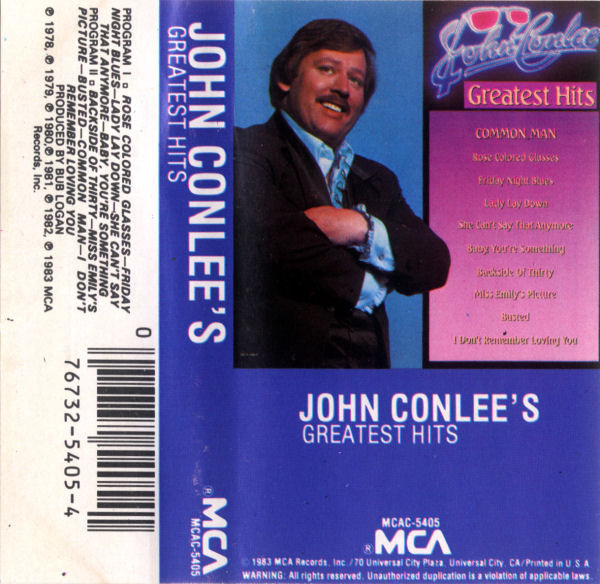 PROGRAM I □ ROSE COLORED GLASSES—FRIDAY
NIGHT BLUES—LADY LAY DOWN—SHE CAN'T SAY
THAT ANYMORE—BABY, YOU'RE SOMETHING
PROGRAM II □ BACKSIDE OF THIRTY—MISS EMILY'S
PICTURE—BUSTED—COMMON MAN—I DON'T
REMEMBER LOVING YOU
PRODUCED BY BUB LOGAN
℗ 1978, ℗ 1979, ℗ 1980, ℗ 1981, ℗ 1982, ℗ 1983 MCA
Records, Inc.
0
76732-5405-4
JOHN CONLEE'S
GREATEST HITS
®MCA
MCAC-5405
John Conlee
Greatest Hits
COMMON MAN
Rose Colored Glasses
Friday Night Blues
Lady Lay Down
She Can't Say That Anymore
Baby You're Something
Backside Of Thirty
Miss Emily's Picture
Busted
I Don't Remember Loving You
JOHN CONLEE'S
GREATEST HITS
MCAC-5405
®MCA
© 1983 MCA Records, Inc./70 Universal City Plaza, Universal City, CA/Printed in U.S.A.
WARNING: All rights reserved. Unauthorized duplication is a violation of applicable laws.